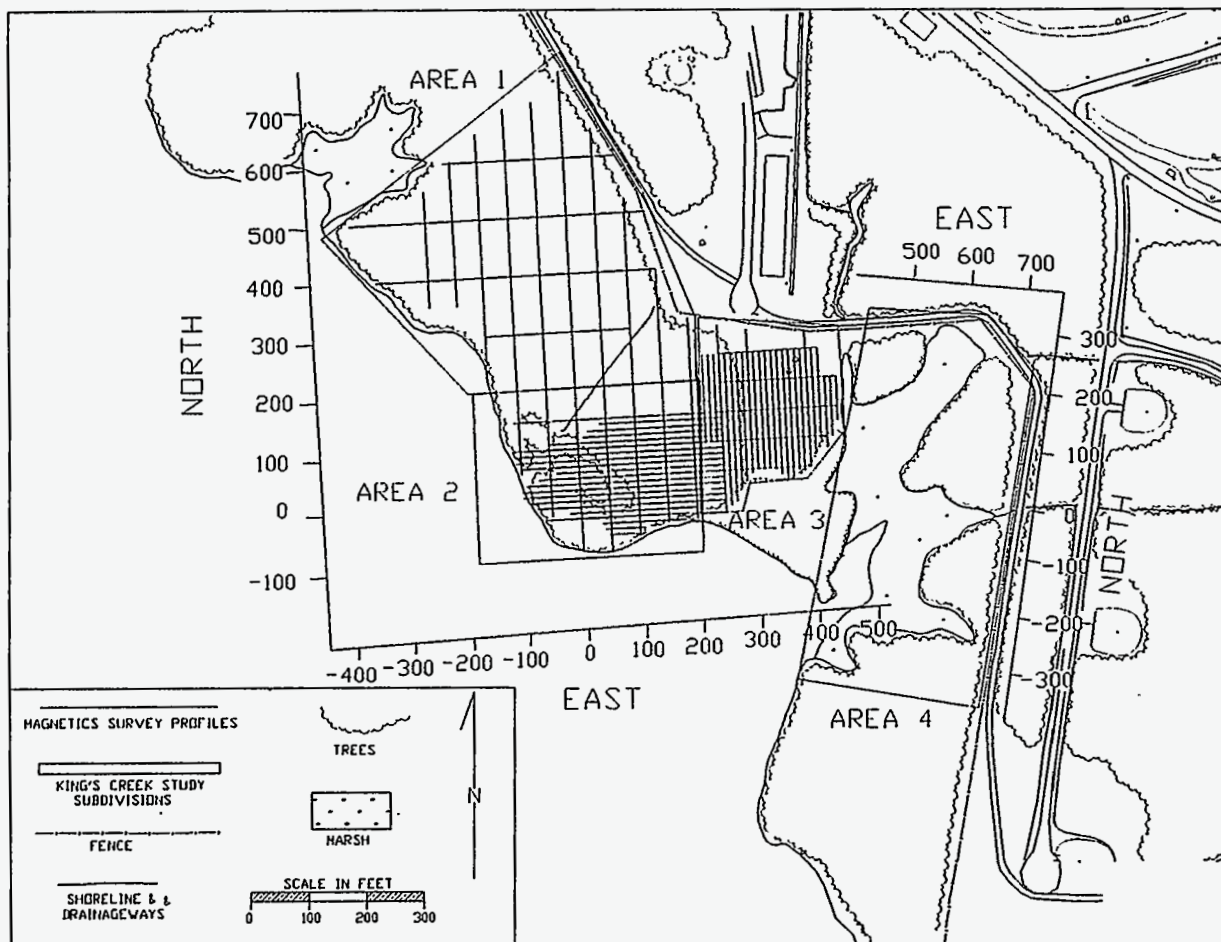 AREA 1
700
600
500
400
300
200
100
0
-100
NORTH
AREA 2
AREA 3
-400 -300 -200 -100 0 100 200 300 400 500
EAST
EAST
500 600 700
300
200
100
0
-100
-200
-300
NORTH
AREA 4
MAGNETICS SURVEY PROFILES
KING'S CREEK STUDY
SUBDIVISIONS
FENCE
SHORELINE & &
DRAINAGEWAYS
TREES
MARSH
SCALE IN FEET
0 100 200 300
N